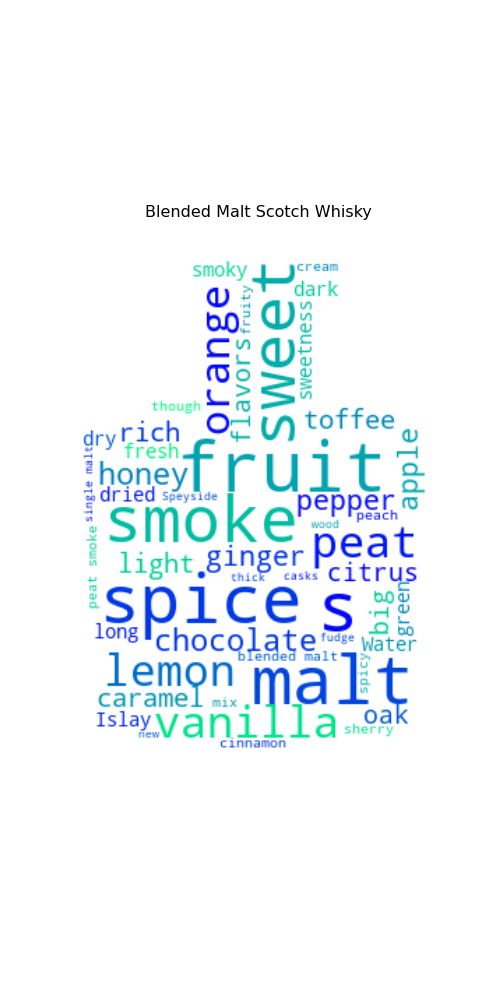 Blended Malt Scotch Whisky
smoky
cream
sweet
dark
orange
fruity
flavors
sweetness
though
toffee
dry
rich
fresh
fruit
apple
honey
single malt
dried
Speyside
pepper
peach
smoke
wood
peat
peat smoke
light
ginger
citrus
thick
casks
spice
s
big
green
long
chocolate
fudge
Water
blended malt
lemon
malt
spicy
caramel
mix
Islay
vanilla
oak
new
sherry
cinnamon